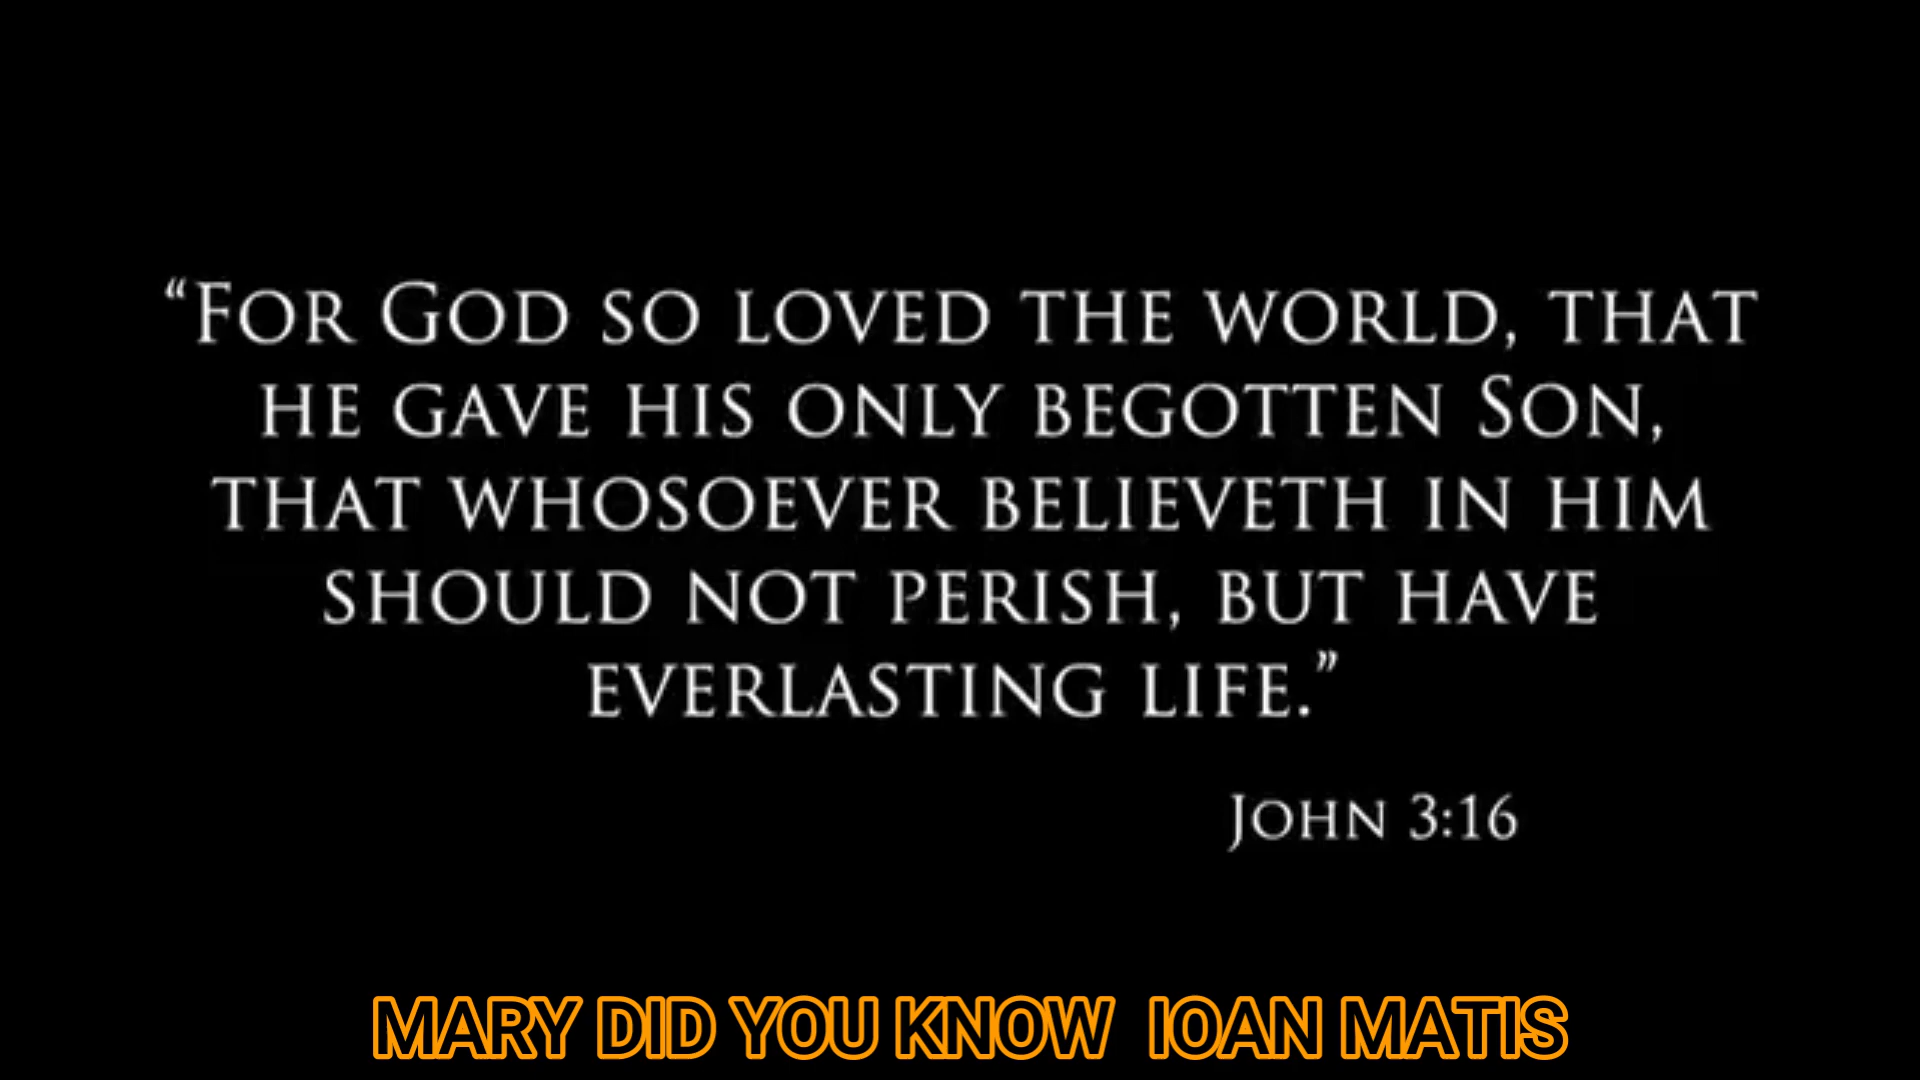 “For God so loved the world, that
he gave his only begotten Son,
that whosoever believeth in him
should not perish, but have
everlasting life.”
John 3:16
MARY DID YOU KNOW IOAN MATIS